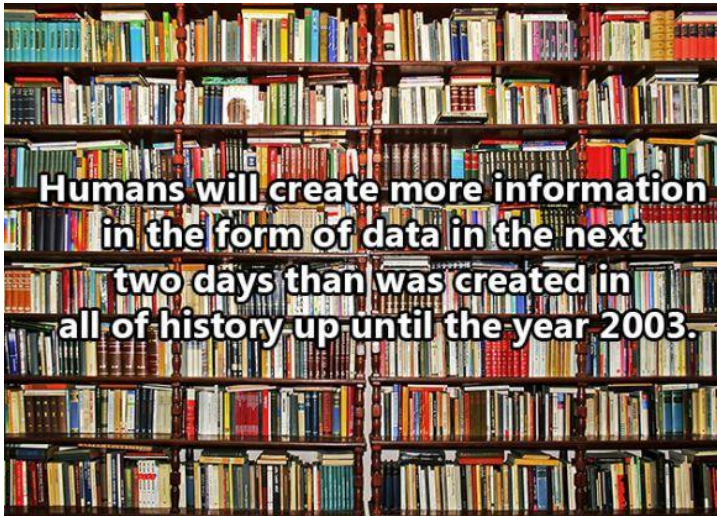 Humans will create more information
in the form of data in the next
two days than was created in
all of history up until the year 2003.